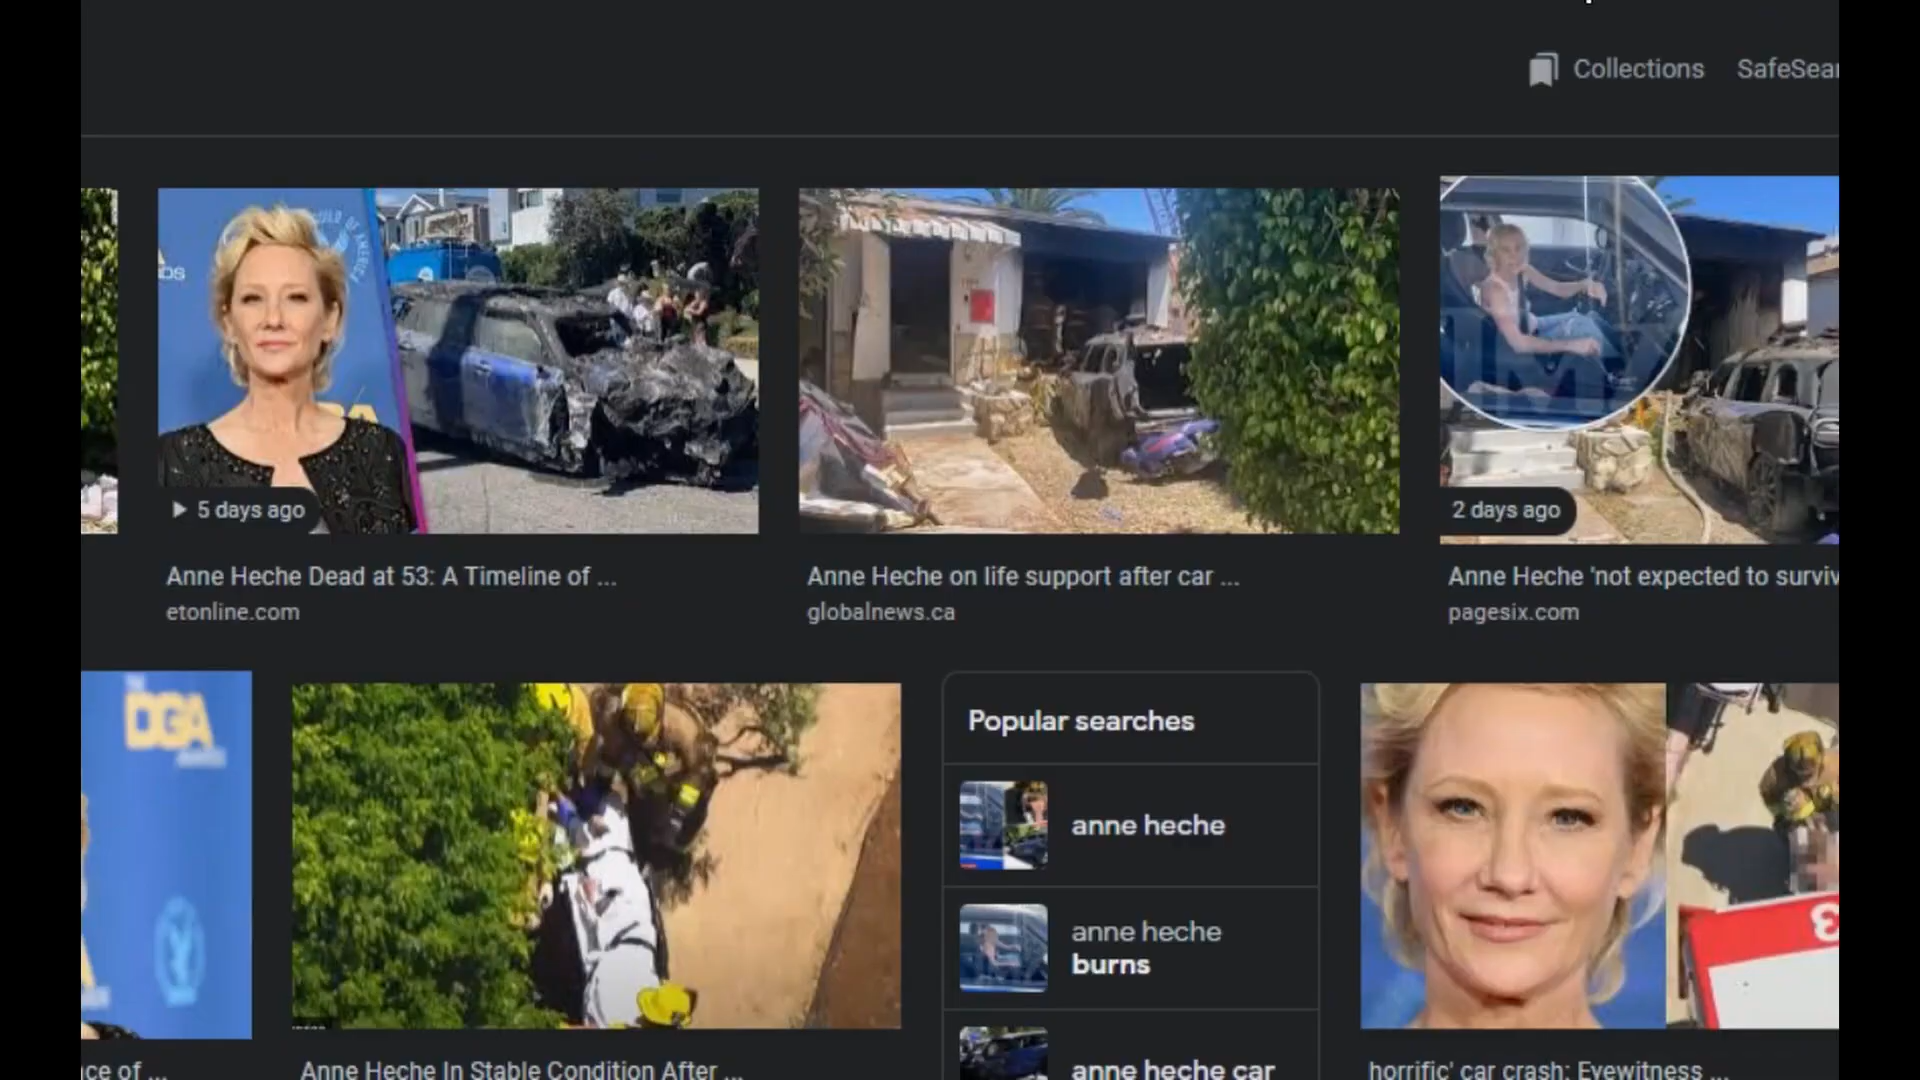 Collections SafeSear
5 days ago
2 days ago
Anne Heche Dead at 53: A Timeline of ...
etonline.com
Anne Heche on life support after car ...
globalnews.ca
Anne Heche 'not expected to surviv
pagesix.com
DGA
Popular searches
anne heche
anne heche
burns
anne heche car
ce of ...
Anne Heche In Stable Condition After ...
horrific' car crash: Eyewitness ...